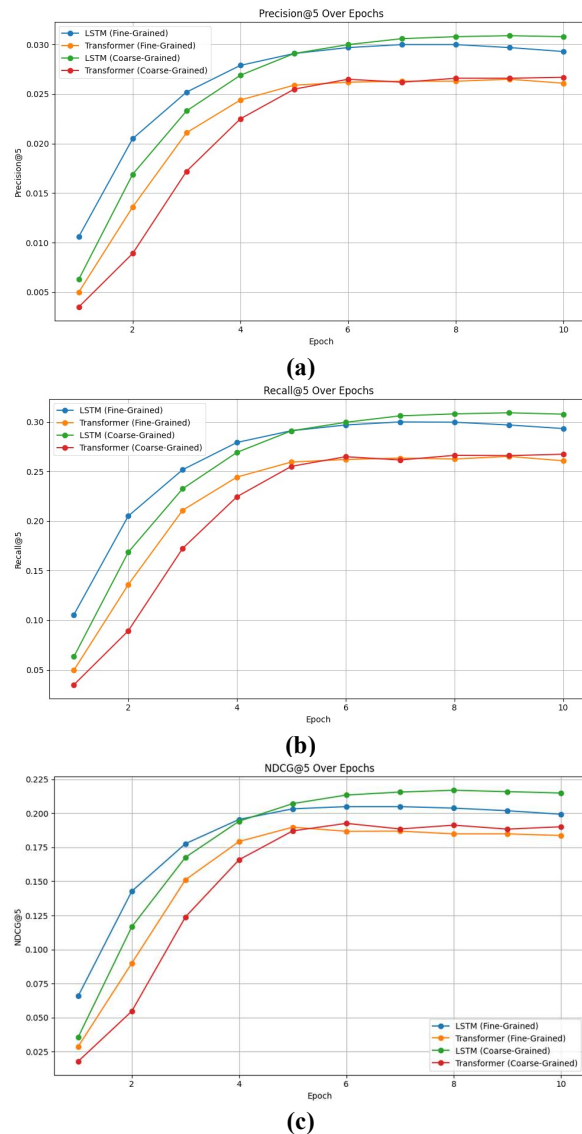 Precision@5 Over Epochs
LSTM (Fine-Grained)
Transformer (Fine-Grained)
LSTM (Coarse-Grained)
Transformer (Coarse-Grained)
0.030
0.025
0.020
0.015
0.010
0.005
Precision@5
2 4 6 8 10
Epoch
(a)
Recall@5 Over Epochs
LSTM (Fine-Grained)
Transformer (Fine-Grained)
LSTM (Coarse-Grained)
Transformer (Coarse-Grained)
0.30
0.25
0.20
0.15
0.10
0.05
Recall@5
2 4 6 8 10
Epoch
(b)
NDCG@5 Over Epochs
0.225
0.200
0.175
0.150
0.125
0.100
0.075
0.050
0.025
NDCG@5
LSTM (Fine-Grained)
Transformer (Fine-Grained)
LSTM (Coarse-Grained)
Transformer (Coarse-Grained)
2 4 6 8 10
Epoch
(c)